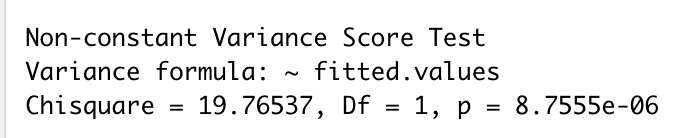 Non-constant Variance Score Test
Variance formula: ~ fitted.values
Chisquare = 19.76537, Df = 1, p = 8.7555e-06